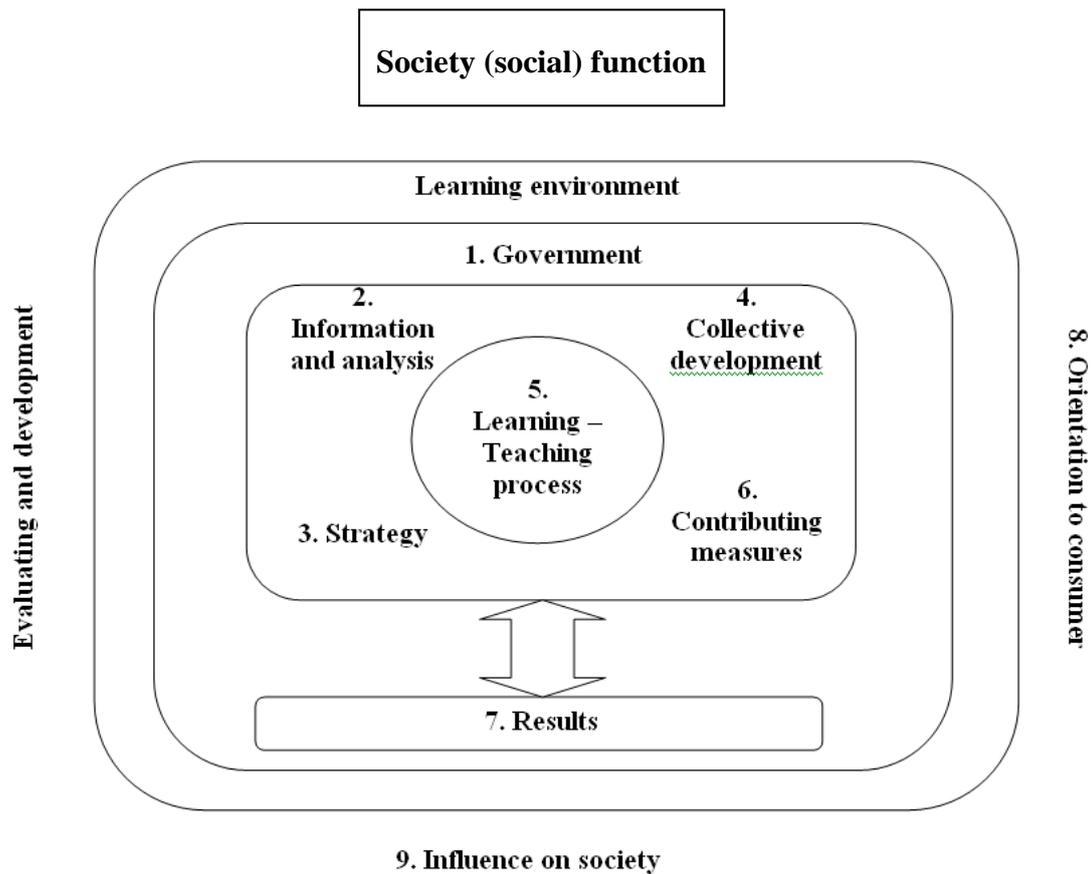 Society (social) function
Learning environment
1. Government
2.
Information
and analysis
4.
Collective
development
5.
Learning –
Teaching
process
3. Strategy
6.
Contributing
measures
7. Results
Evaluating and development
8. Orientation to consumer
9. Influence on society